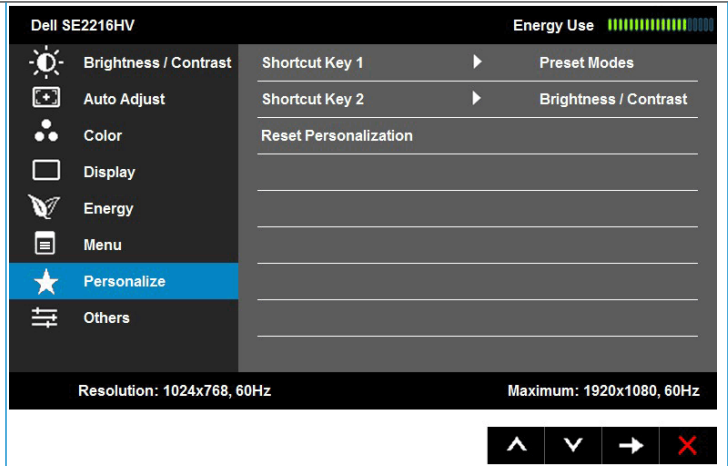 Dell SE2216HV Energy Use
Brightness / Contrast Shortcut Key 1 Preset Modes
Auto Adjust Shortcut Key 2 Brightness / Contrast
Color Reset Personalization
Display
Energy
Menu
Personalize
Others
Resolution: 1024x768, 60Hz Maximum: 1920x1080, 60Hz